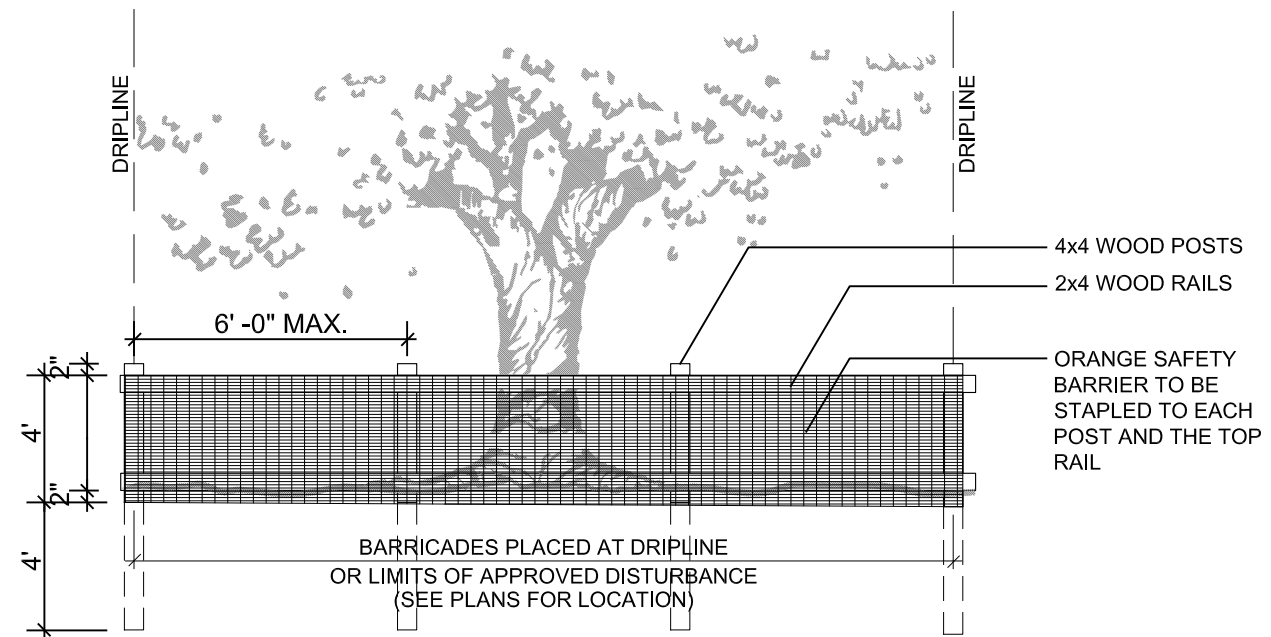 DRIPLINE
DRIPLINE
4x4 WOOD POSTS
2x4 WOOD RAILS
6' -0" MAX.
ORANGE SAFETY
BARRIER TO BE
STAPLED TO EACH
POST AND THE TOP
RAIL
2"
4'
2"
4'
BARRICADES PLACED AT DRIPLINE
OR LIMITS OF APPROVED DISTURBANCE
(SEE PLANS FOR LOCATION)